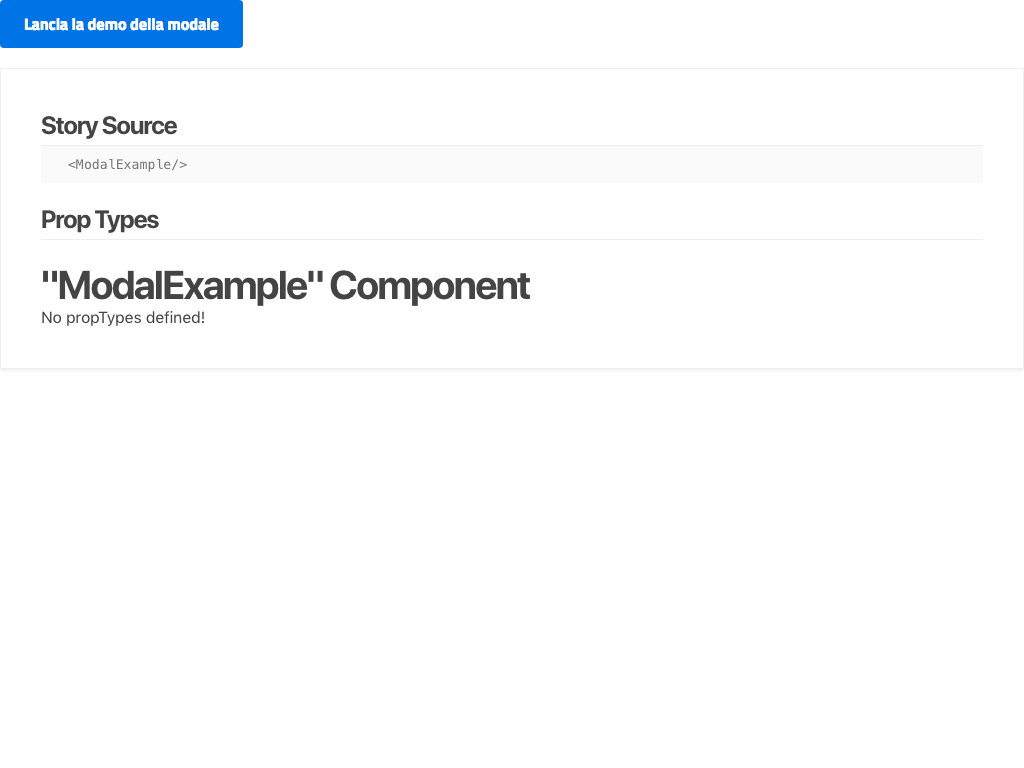 Lancia la demo della modale
Story Source
<ModalExample/>
Prop Types
"ModalExample" Component
No propTypes defined!